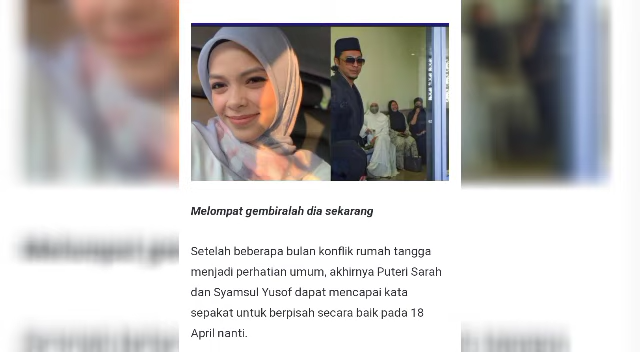 Melompat gembiralah dia sekarang
Setelah beberapa bulan konflik rumah tangga
menjadi perhatian umum, akhirnya Puteri Sarah
dan Syamsul Yusof dapat mencapai kata
sepakat untuk berpisah secara baik pada 18
April nanti.